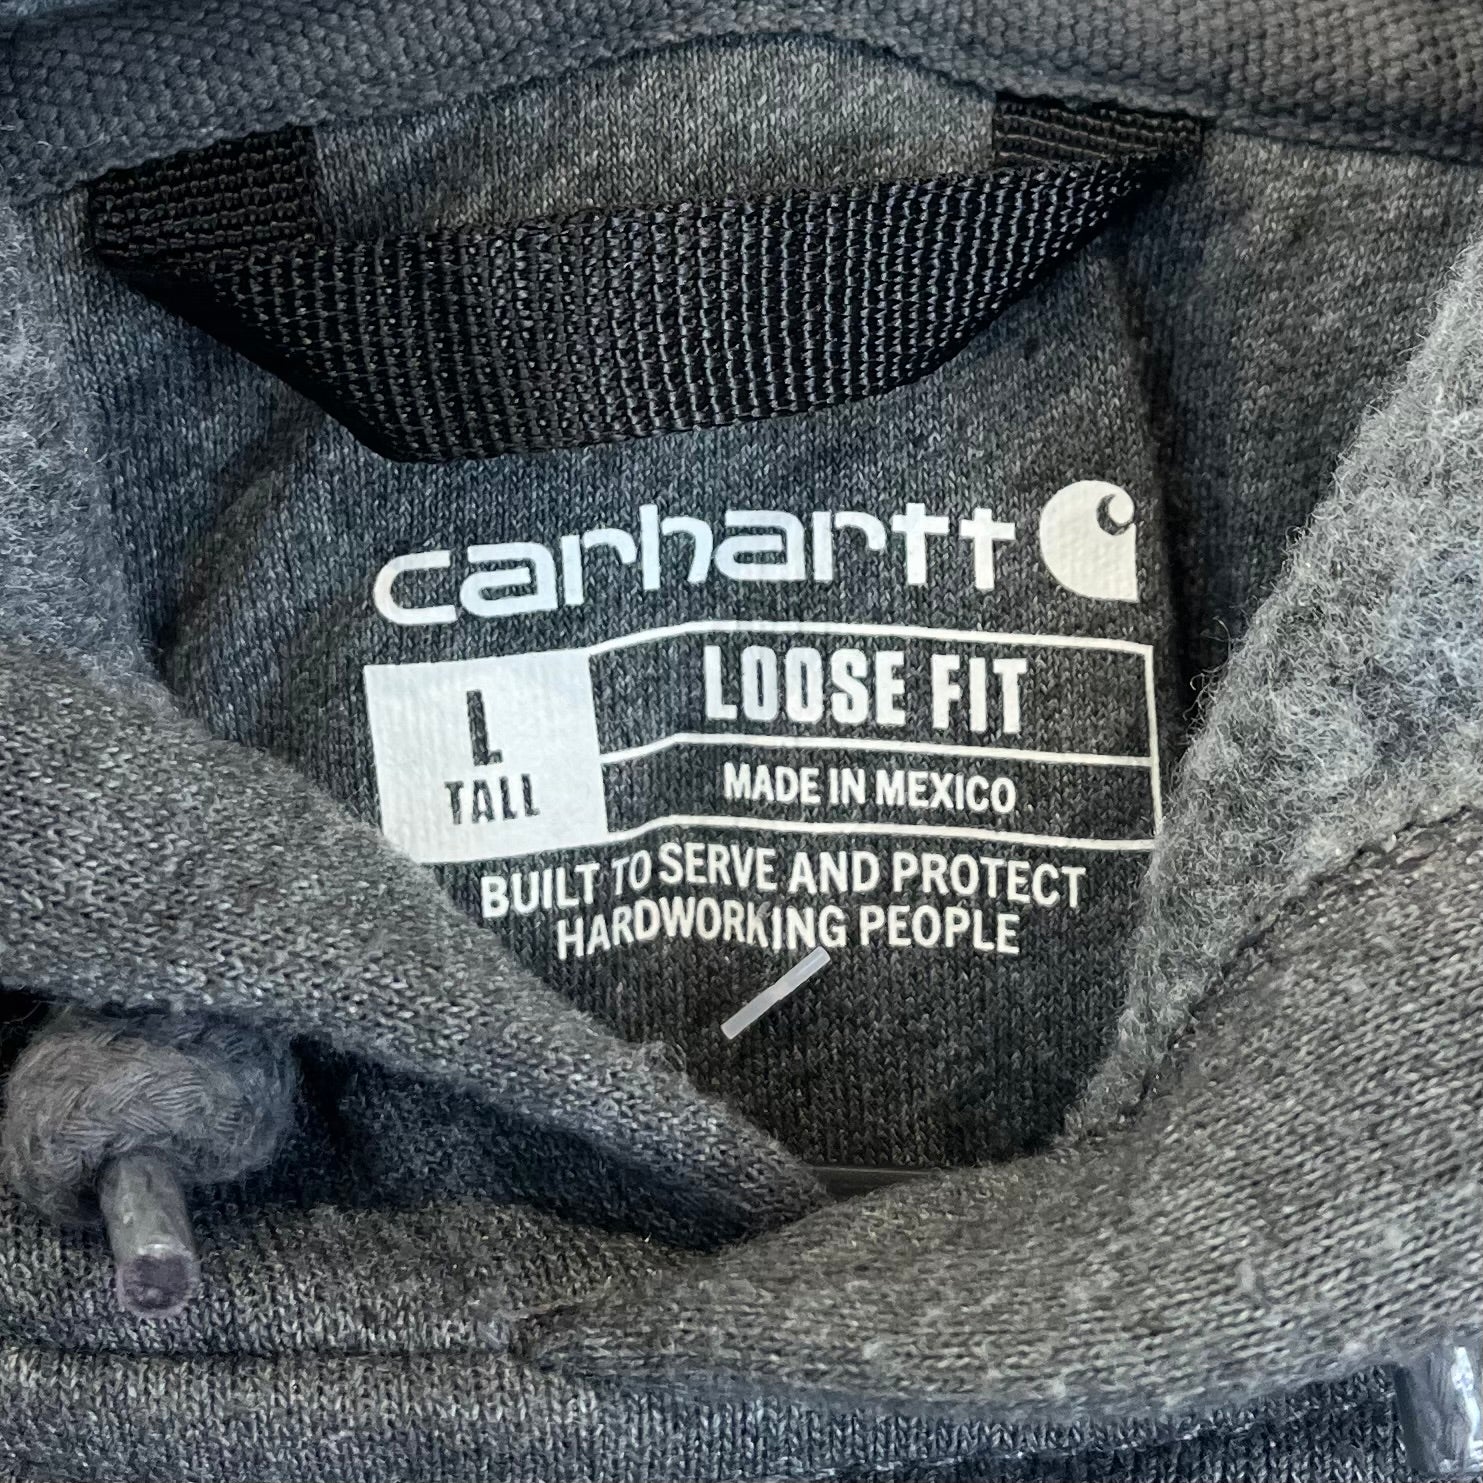 carhartt
L
TALL
LOOSE FIT
MADE IN MEXICO
BUILT TO SERVE AND PROTECT
HARDWORKING PEOPLE